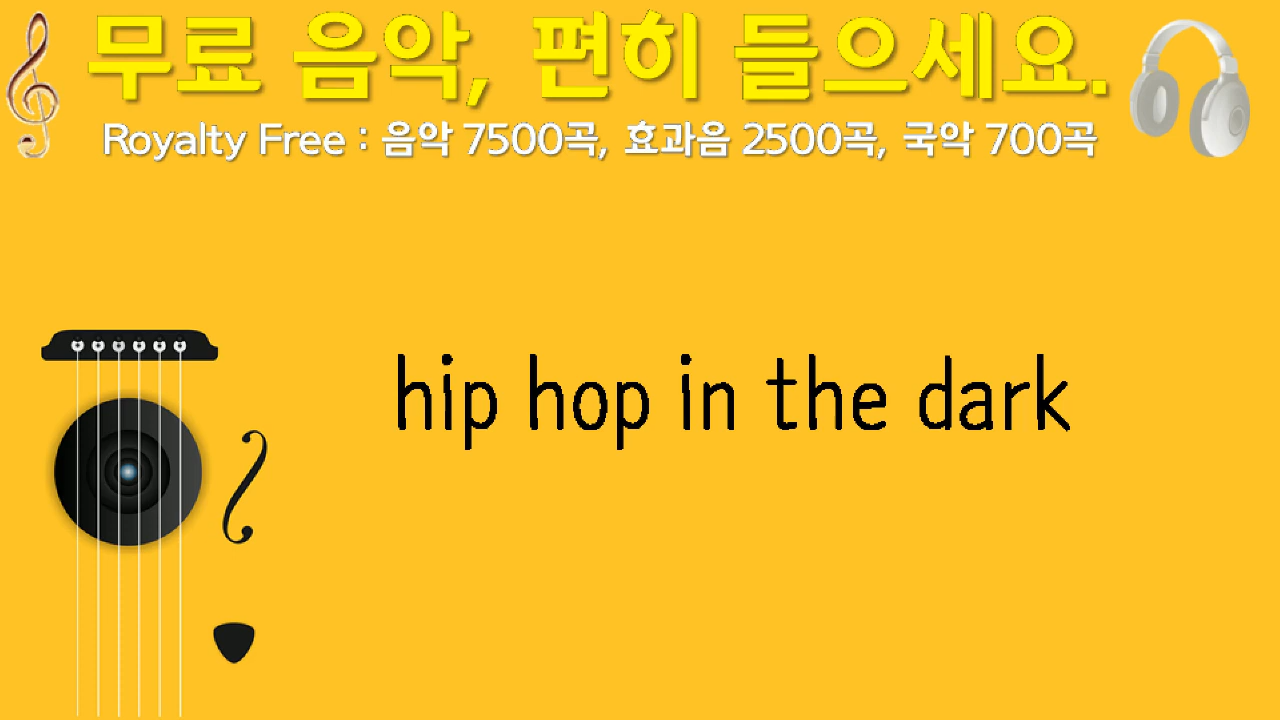 무료 음악, 편히 들으세요.
Royalty Free : 음악 7500곡, 효과음 2500곡, 국악 700곡
hip hop in the dark